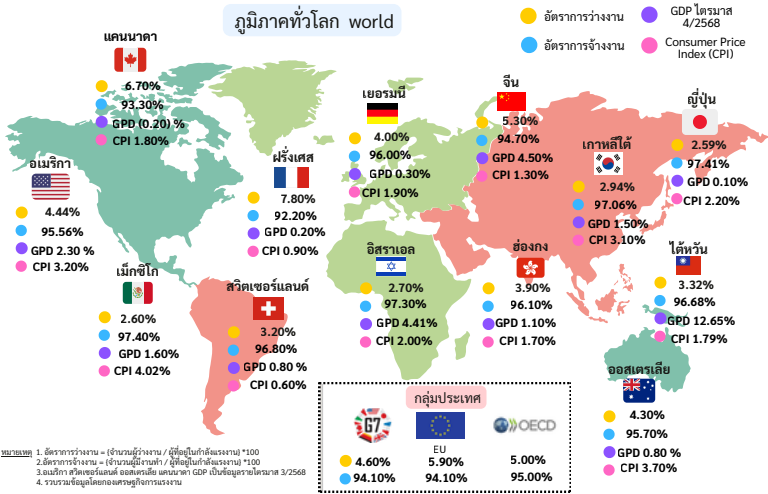 ภูมิภาคทั่วโลก world
อัตราการว่างงาน
GDP ไตรมาส
4/2568
อัตราการจ้างงาน
Consumer Price
Index (CPI)
แคนนาดา
6.70%
93.30%
GPD (0.20) %
CPI 1.80%
อเมริกา
4.44%
95.56%
GPD 2.30 %
CPI 3.20%
ฝรั่งเศส
7.80%
92.20%
GPD 0.20%
CPI 0.90%
เยอรมนี
4.00%
96.00%
GPD 0.30%
CPI 1.90%
จีน
5.30%
94.70%
GPD 4.50%
CPI 1.30%
เกาหลีใต้
2.94%
97.06%
GPD 1.50%
CPI 3.10%
ญี่ปุ่น
2.59%
97.41%
GPD 0.10%
CPI 2.20%
เม็กซิโก
2.60%
97.40%
GPD 1.60%
CPI 4.02%
สวิตเซอร์แลนด์
3.20%
96.80%
GPD 0.80 %
CPI 0.60%
อิสราเอล
2.70%
97.30%
GPD 4.41%
CPI 2.00%
ฮ่องกง
3.90%
96.10%
GPD 1.10%
CPI 1.70%
ไต้หวัน
3.32%
96.68%
GPD 12.65%
CPI 1.79%
ออสเตรเลีย
4.30%
95.70%
GPD 0.80 %
CPI 3.70%
กลุ่มประเทศ
G7
EU
OECD
4.60%
5.90%
5.00%
94.10%
94.10%
95.00%
หมายเหตุ 1. อัตราการว่างงาน = (จำนวนผู้ว่างงาน / ผู้ที่อยู่ในกำลังแรงงาน) *100
2.อัตราการจ้างงาน = (จำนวนผู้มีงานทำ / ผู้ที่อยู่ในกำลังแรงงาน) *100
3.อเมริกา สวิตเซอร์แลนด์ ออสเตรเลีย แคนนาดา GDP เป็นข้อมูลรายไตรมาส 3/2568
4. รวบรวมข้อมูลโดยกองเศรษฐกิจการแรงงาน